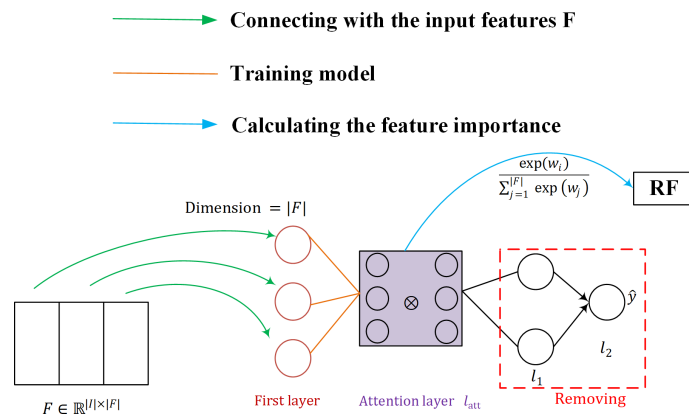 Connecting with the input features F
Training model
Calculating the feature importance
exp(w_i)
∑_{j=1}^{|F|} exp (w_j)
RF
Dimension = |F|
ŷ
l_1
l_2
F ∈ ℝ^{|I|×|F|}
First layer
Attention layer l_att
Removing
⊗